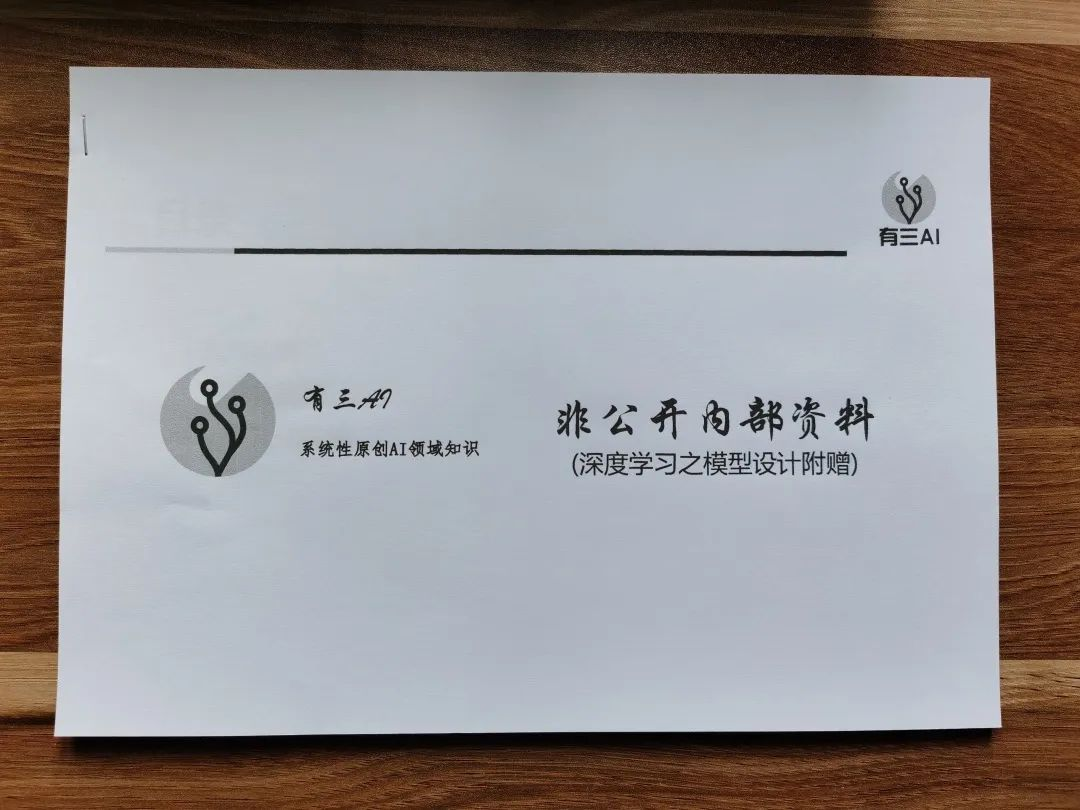 有三AI
有三AI
系统性原创AI领域知识
非公开内部资料
(深度学习之模型设计附赠)